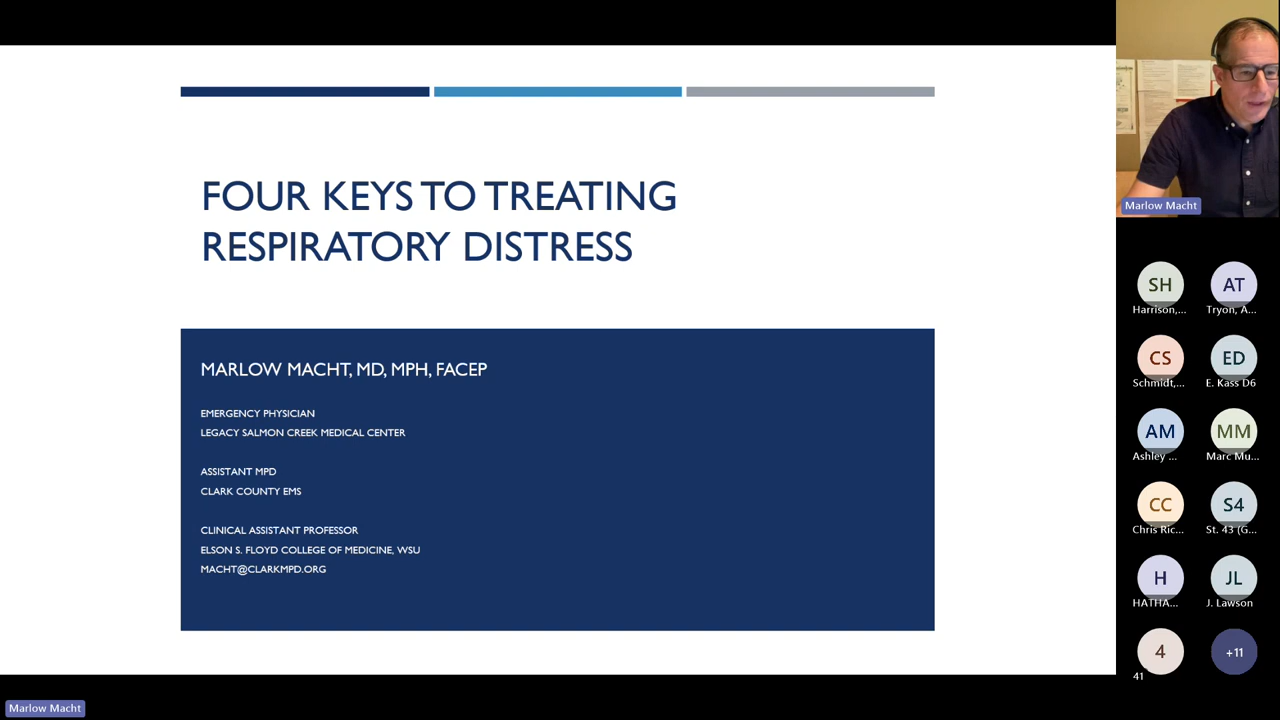 FOUR KEYS TO TREATING
RESPIRATORY DISTRESS
MARLOW MACHT, MD, MPH, FACEP
EMERGENCY PHYSICIAN
LEGACY SALMON CREEK MEDICAL CENTER
ASSISTANT MPD
CLARK COUNTY EMS
CLINICAL ASSISTANT PROFESSOR
ELSON S. FLOYD COLLEGE OF MEDICINE, WSU
MACHT@CLARKMPD.ORG
Marlow Macht
SH AT
Harrison,... Tryon, A...
CS ED
Schmidt,... E. Kass D6
AM MM
Ashley ... Marc Mu...
CC S4
Chris Ric... St. 43 (G...
H JL
HATHA... J. Lawson
4 +11
41
Marlow Macht